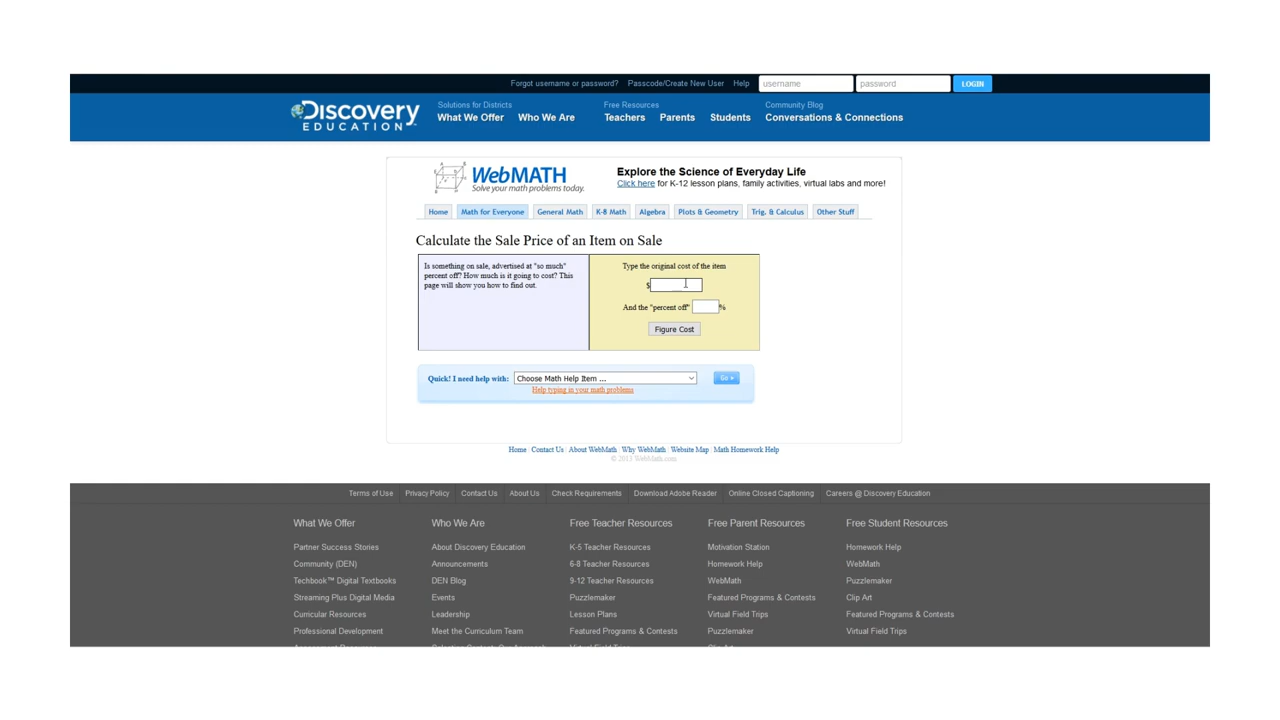 Forgot username or password? Passcode/Create New User Help username password LOGIN
Discovery EDUCATION
Solutions for Districts
What We Offer Who We Are
Free Resources
Teachers Parents Students
Community Blog
Conversations & Connections
WebMATH
Solve your math problems today.
Explore the Science of Everyday Life
Click here for K-12 lesson plans, family activities, virtual labs and more!
Home Math for Everyone General Math K-8 Math Algebra Plots & Geometry Trig. & Calculus Other Stuff
Calculate the Sale Price of an Item on Sale
Is something on sale, advertised at "so much"
percent off? How much is it going to cost? This
page will show you how to find out.
Type the original cost of the item
$
And the "percent off" %
Figure Cost
Quick! I need help with: Choose Math Help Item ... Go >
Help typing in your math problems
Home | Contact Us | About WebMath | Why WebMath | Website Map | Math Homework Help
© 2013 WebMath.com
Terms of Use Privacy Policy Contact Us About Us Check Requirements Download Adobe Reader Online Closed Captioning Careers @ Discovery Education
What We Offer
Partner Success Stories
Community (DEN)
Techbook™ Digital Textbooks
Streaming Plus Digital Media
Curricular Resources
Professional Development
Who We Are
About Discovery Education
Announcements
DEN Blog
Events
Leadership
Meet the Curriculum Team
Free Teacher Resources
K-5 Teacher Resources
6-8 Teacher Resources
9-12 Teacher Resources
Puzzlemaker
Lesson Plans
Featured Programs & Contests
Free Parent Resources
Motivation Station
Homework Help
WebMath
Featured Programs & Contests
Virtual Field Trips
Puzzlemaker
Free Student Resources
Homework Help
WebMath
Puzzlemaker
Clip Art
Featured Programs & Contests
Virtual Field Trips